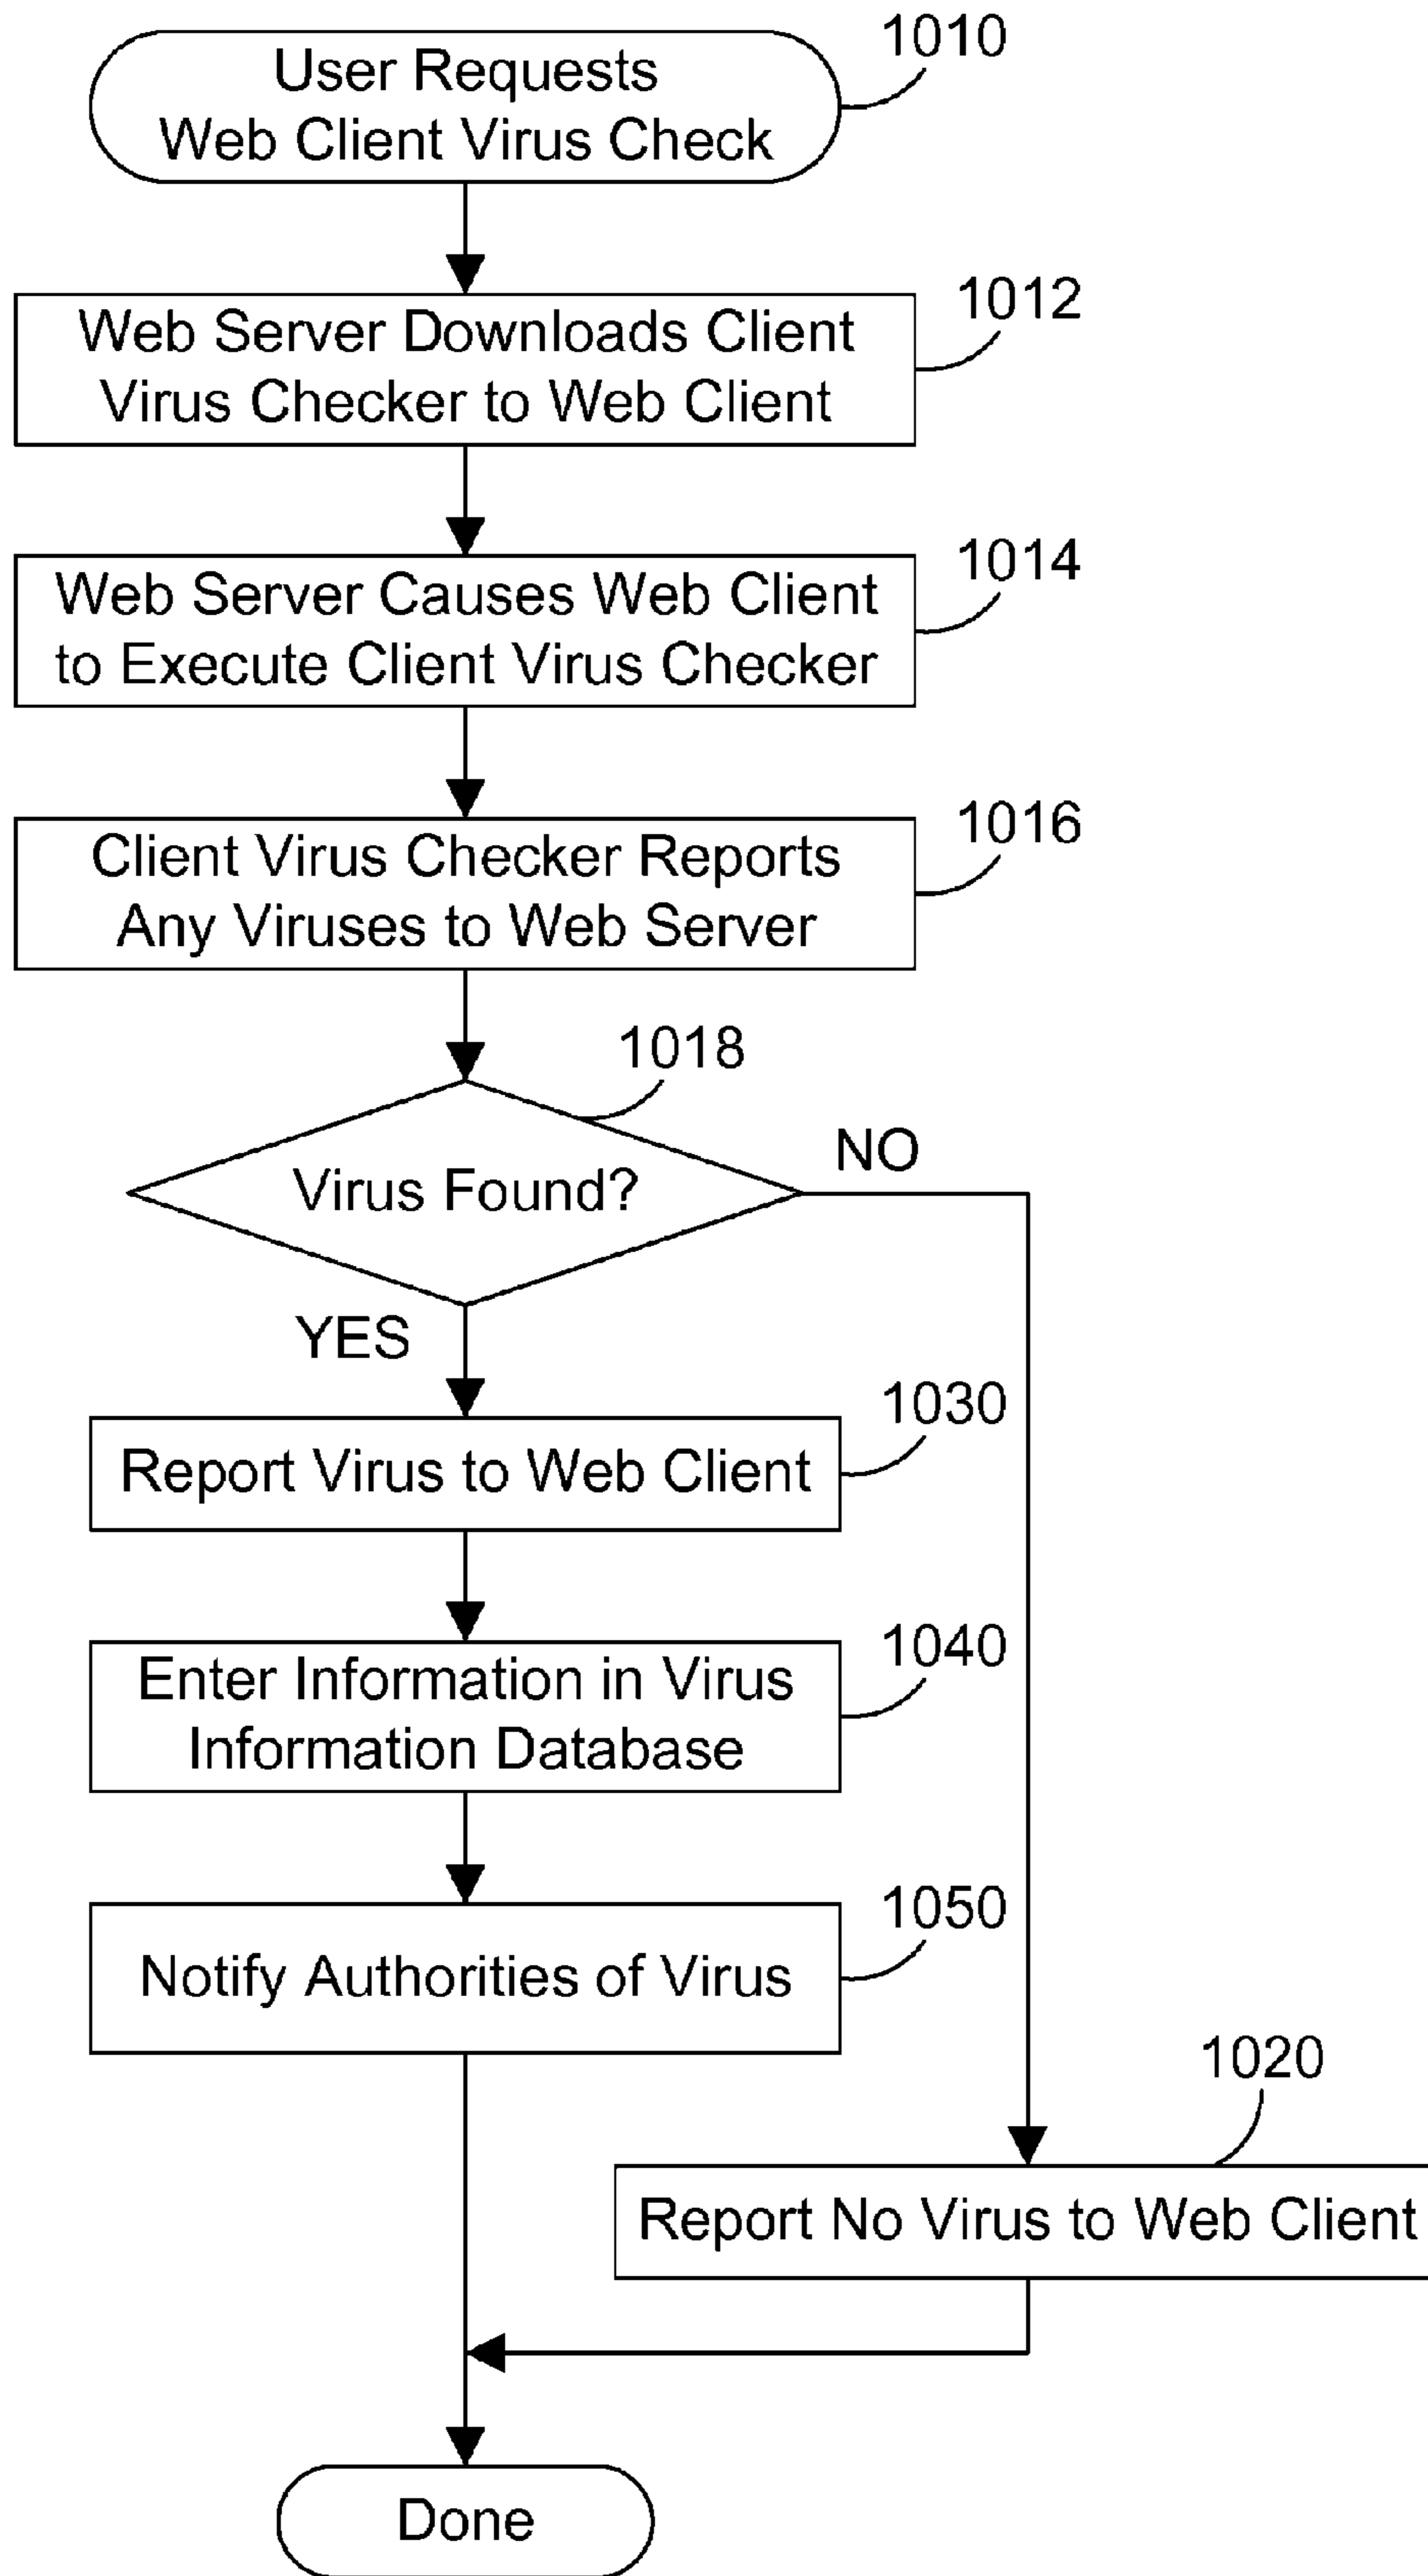 1010
User Requests
Web Client Virus Check
1012
Web Server Downloads Client
Virus Checker to Web Client
1014
Web Server Causes Web Client
to Execute Client Virus Checker
1016
Client Virus Checker Reports
Any Viruses to Web Server
1018
Virus Found?
NO
YES
1030
Report Virus to Web Client
1040
Enter Information in Virus
Information Database
1050
Notify Authorities of Virus
1020
Report No Virus to Web Client
Done